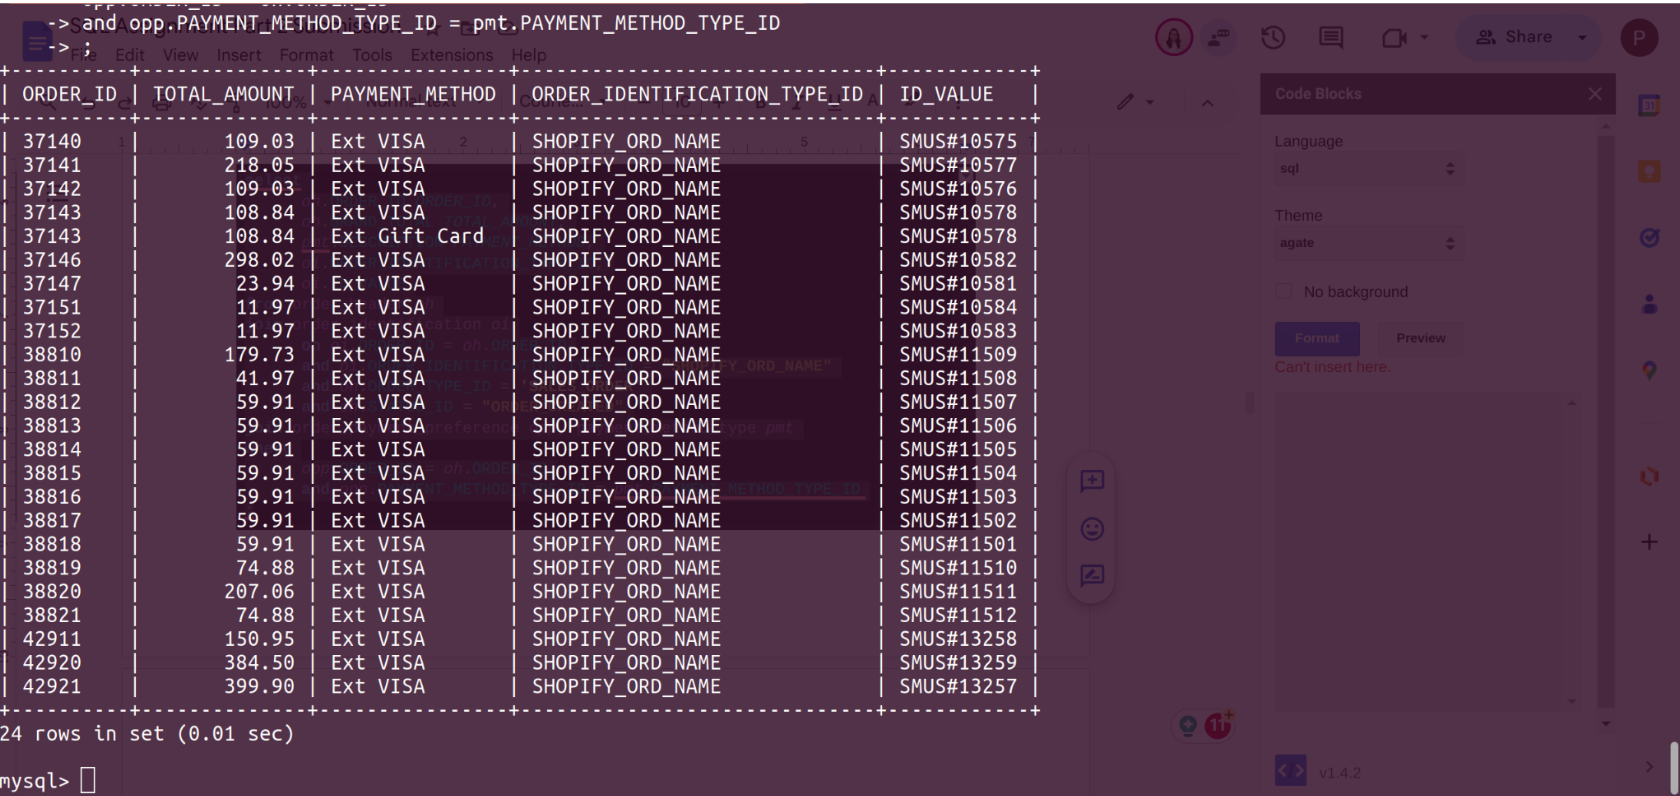 -> and opp.PAYMENT_METHOD_TYPE_ID = pmt.PAYMENT_METHOD_TYPE_ID
-> ;
File Edit View Insert Format Tools Extensions Help
Share
P
+----------+--------------+----------------+------------------------------+------------+
| ORDER_ID | TOTAL_AMOUNT | PAYMENT_METHOD | ORDER_IDENTIFICATION_TYPE_ID | ID_VALUE |
+----------+--------------+----------------+------------------------------+------------+
| 37140 | 109.03 | Ext VISA | SHOPIFY_ORD_NAME | SMUS#10575 |
| 37141 | 218.05 | Ext VISA | SHOPIFY_ORD_NAME | SMUS#10577 |
| 37142 | 109.03 | Ext VISA | SHOPIFY_ORD_NAME | SMUS#10576 |
| 37143 | 108.84 | Ext VISA | SHOPIFY_ORD_NAME | SMUS#10578 |
| 37143 | 108.84 | Ext Gift Card | SHOPIFY_ORD_NAME | SMUS#10578 |
| 37146 | 298.02 | Ext VISA | SHOPIFY_ORD_NAME | SMUS#10582 |
| 37147 | 23.94 | Ext VISA | SHOPIFY_ORD_NAME | SMUS#10581 |
| 37151 | 11.97 | Ext VISA | SHOPIFY_ORD_NAME | SMUS#10584 |
| 37152 | 11.97 | Ext VISA | SHOPIFY_ORD_NAME | SMUS#10583 |
| 38810 | 179.73 | Ext VISA | SHOPIFY_ORD_NAME | SMUS#11509 |
| 38811 | 41.97 | Ext VISA | SHOPIFY_ORD_NAME | SMUS#11508 |
| 38812 | 59.91 | Ext VISA | SHOPIFY_ORD_NAME | SMUS#11507 |
| 38813 | 59.91 | Ext VISA | SHOPIFY_ORD_NAME | SMUS#11506 |
| 38814 | 59.91 | Ext VISA | SHOPIFY_ORD_NAME | SMUS#11505 |
| 38815 | 59.91 | Ext VISA | SHOPIFY_ORD_NAME | SMUS#11504 |
| 38816 | 59.91 | Ext VISA | SHOPIFY_ORD_NAME | SMUS#11503 |
| 38817 | 59.91 | Ext VISA | SHOPIFY_ORD_NAME | SMUS#11502 |
| 38818 | 59.91 | Ext VISA | SHOPIFY_ORD_NAME | SMUS#11501 |
| 38819 | 74.88 | Ext VISA | SHOPIFY_ORD_NAME | SMUS#11510 |
| 38820 | 207.06 | Ext VISA | SHOPIFY_ORD_NAME | SMUS#11511 |
| 38821 | 74.88 | Ext VISA | SHOPIFY_ORD_NAME | SMUS#11512 |
| 42911 | 150.95 | Ext VISA | SHOPIFY_ORD_NAME | SMUS#13258 |
| 42920 | 384.50 | Ext VISA | SHOPIFY_ORD_NAME | SMUS#13259 |
| 42921 | 399.90 | Ext VISA | SHOPIFY_ORD_NAME | SMUS#13257 |
+----------+--------------+----------------+------------------------------+------------+
24 rows in set (0.01 sec)
mysql>
Code Blocks
Language
sql
Theme
agate
No background
Format Preview
Can't insert here.
11
v1.4.2
31